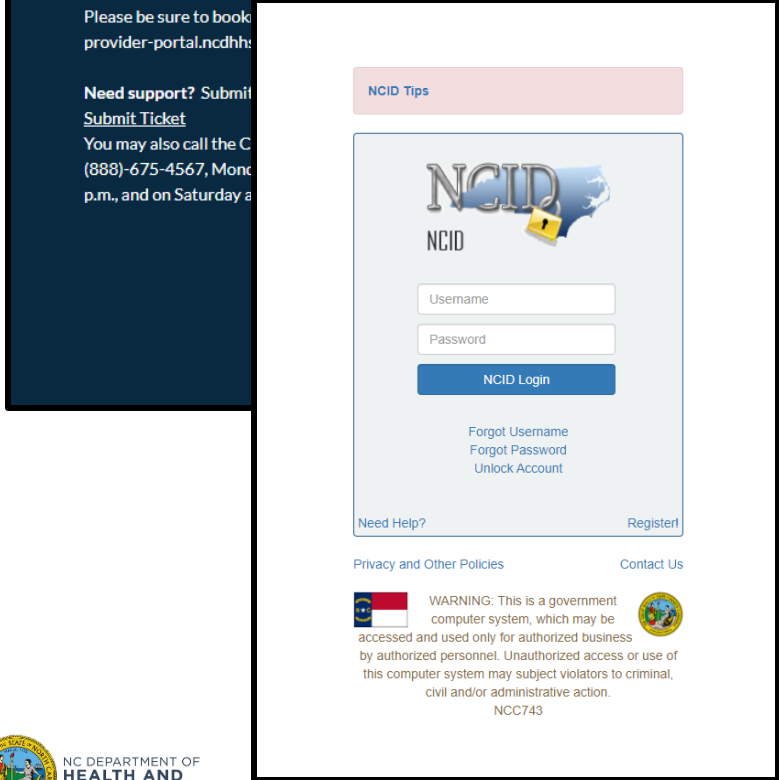 Please be sure to book
provider-portal.ncdhhs
Need support? Submit
Submit Ticket
You may also call the C
(888)-675-4567, Mond
p.m., and on Saturday a
NCID Tips
NCID
NCID
Username
Password
NCID Login
Forgot Username
Forgot Password
Unlock Account
Need Help?
Register!
Privacy and Other Policies
Contact Us
WARNING: This is a government
computer system, which may be
accessed and used only for authorized business
by authorized personnel. Unauthorized access or use of
this computer system may subject violators to criminal,
civil and/or administrative action.
NCC743
NC DEPARTMENT OF
HEALTH AND